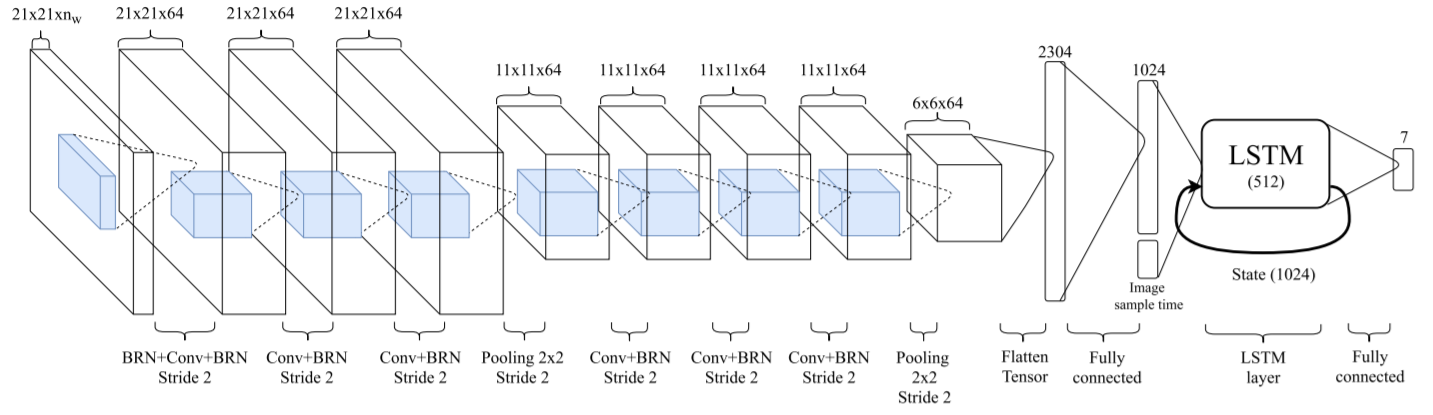 21x21xnw
21x21x64
21x21x64
21x21x64
11x11x64
11x11x64
11x11x64
11x11x64
6x6x64
2304
1024
7
LSTM
(512)
State (1024)
Image
sample time
BRN+Conv+BRN
Stride 2
Conv+BRN
Stride 2
Conv+BRN
Stride 2
Pooling 2x2
Stride 2
Conv+BRN
Stride 2
Conv+BRN
Stride 2
Conv+BRN
Stride 2
Pooling
2x2
Stride 2
Flatten
Tensor
Fully
connected
LSTM
layer
Fully
connected